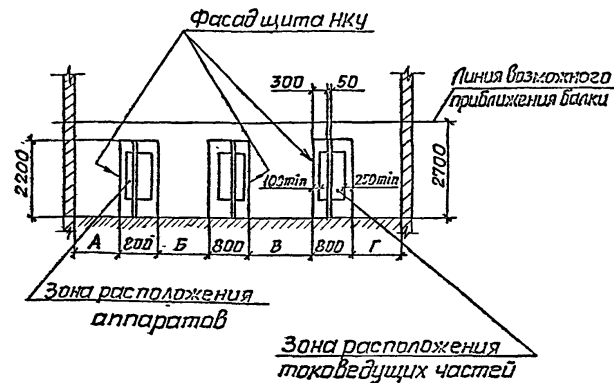 Фасад щита НКУ
300
50
Линия возможного
приближения балки
2200
2700
100min
250min
А
800
Б
800
В
800
Г
Зона расположения
аппаратов
Зона расположения
токоведущих частей